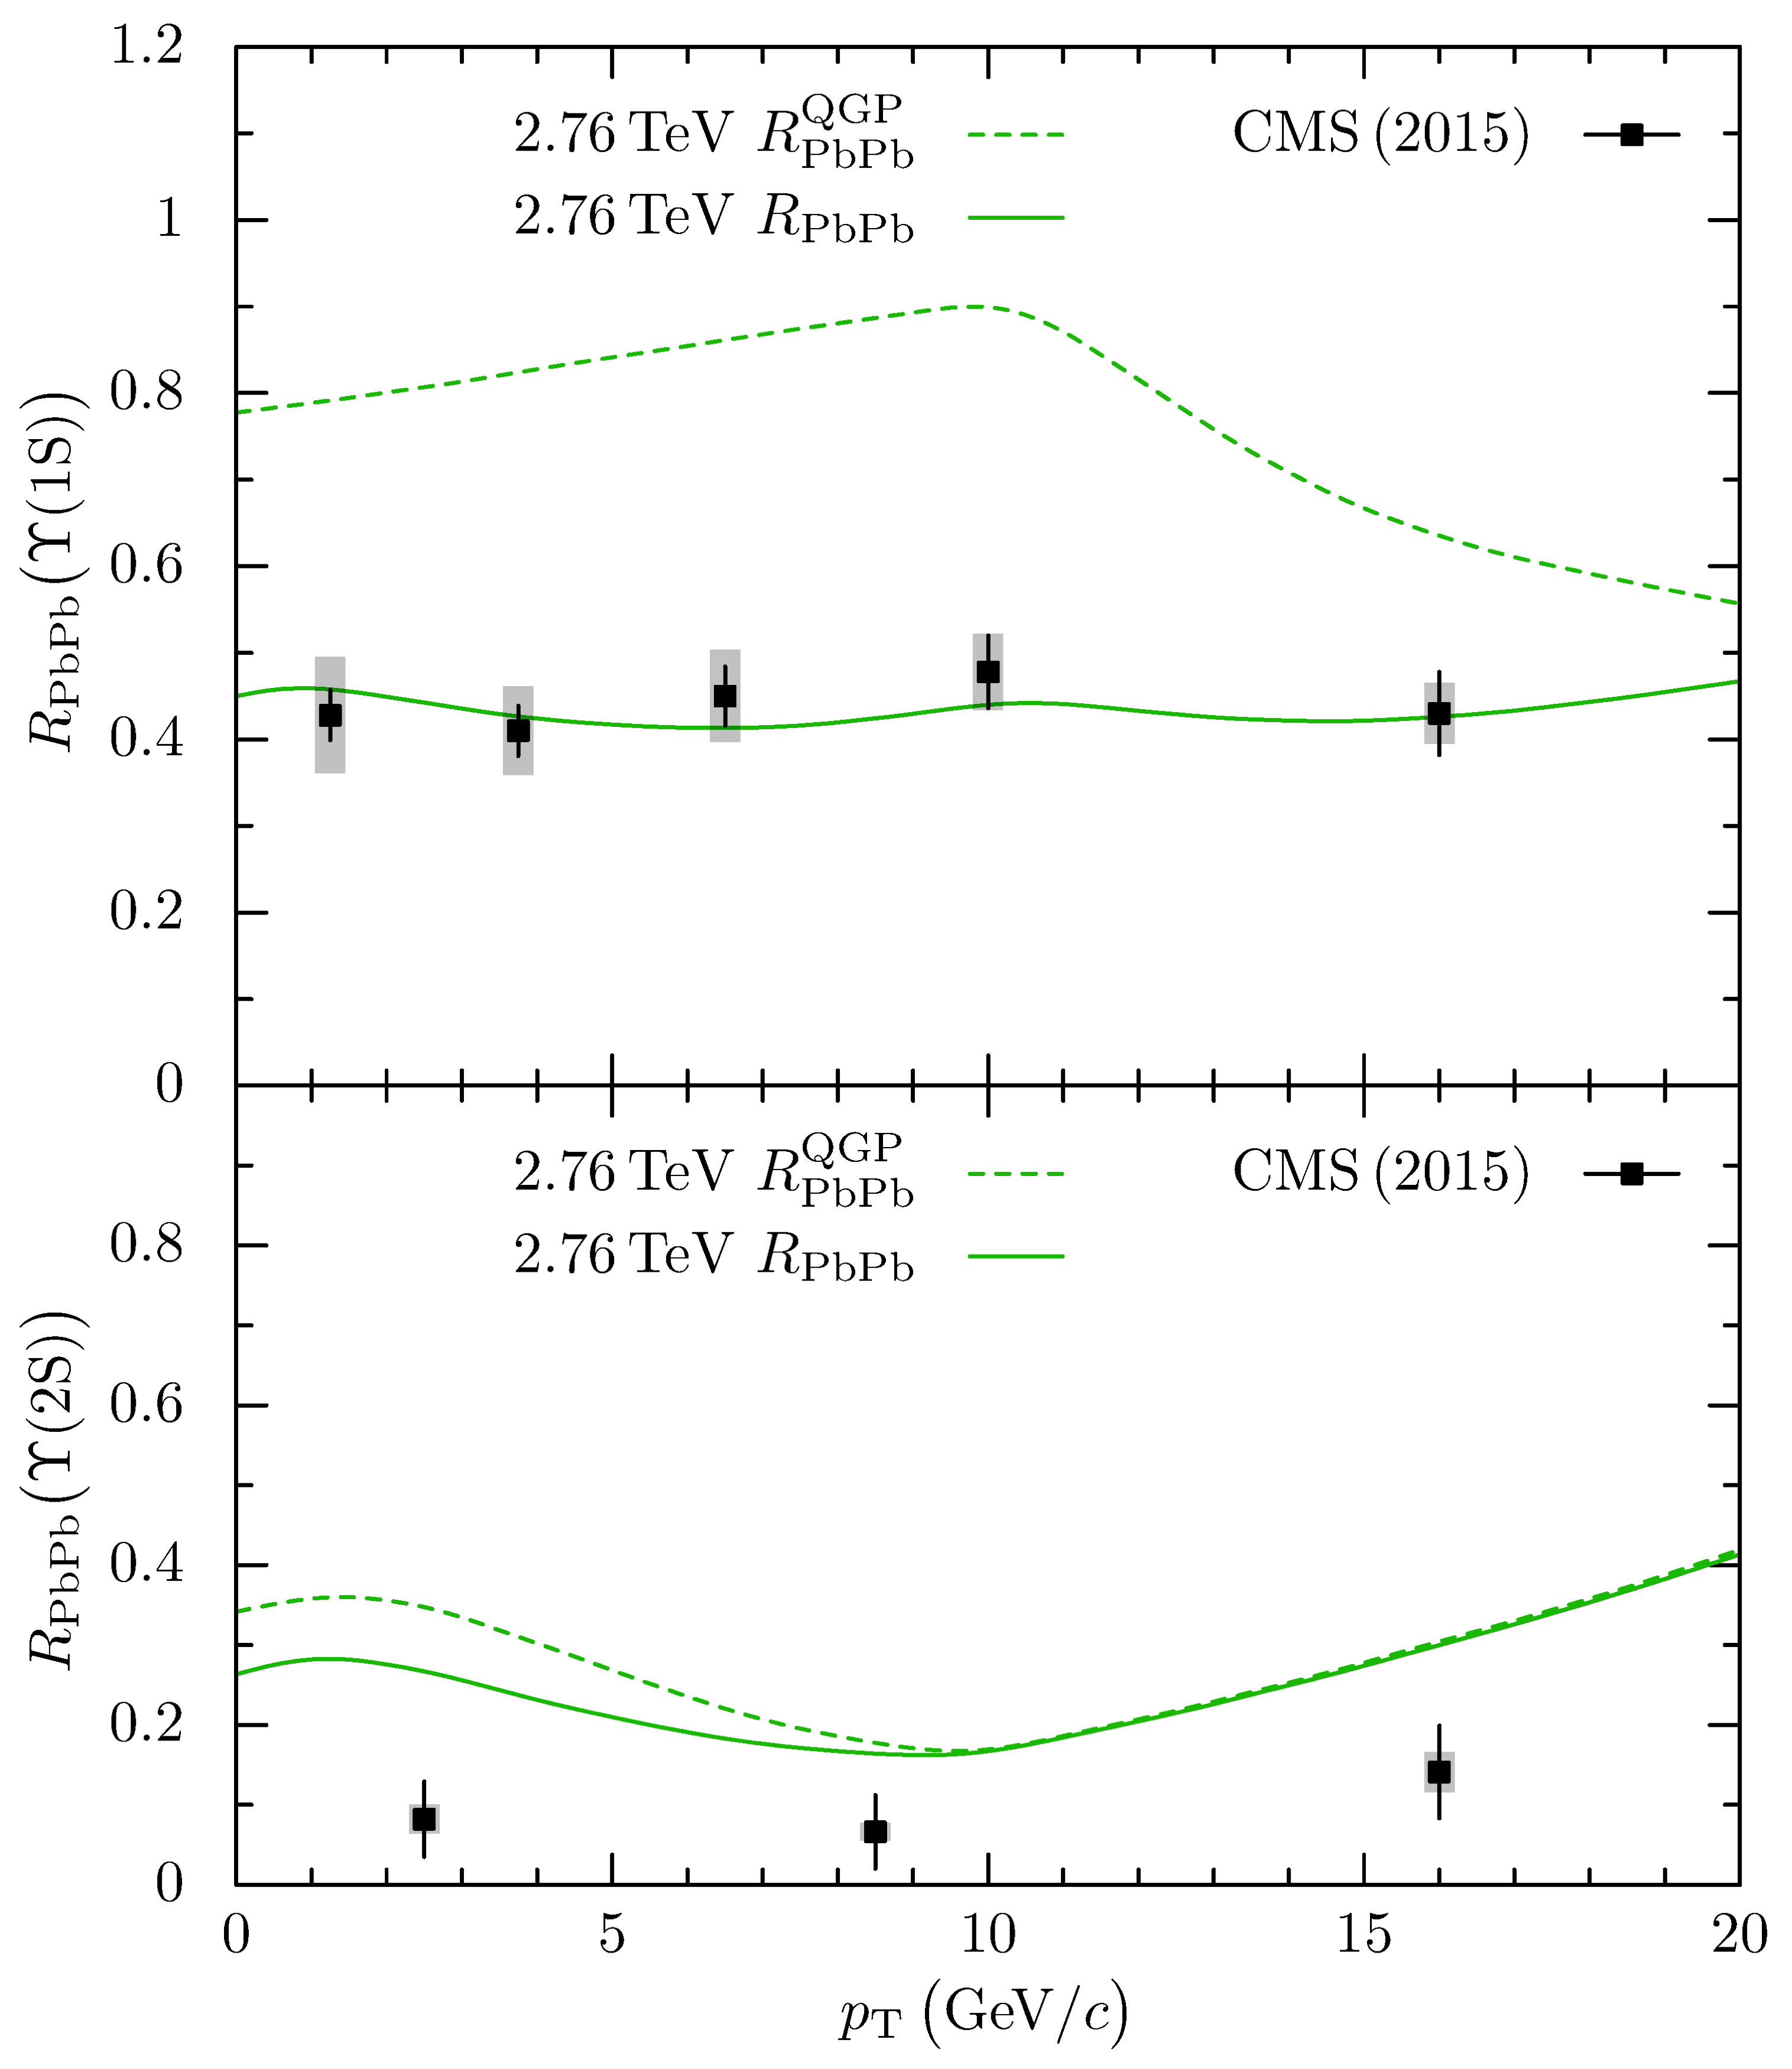 1.2
2.76 TeV R^QGP_PbPb
CMS (2015)
2.76 TeV R_PbPb
1
0.8
0.6
0.4
0.2
0
R_PbPb(ϒ(1S))
2.76 TeV R^QGP_PbPb
CMS (2015)
2.76 TeV R_PbPb
0.8
0.6
0.4
0.2
0
R_PbPb(ϒ(2S))
0 5 10 15 20
p_T (GeV/c)